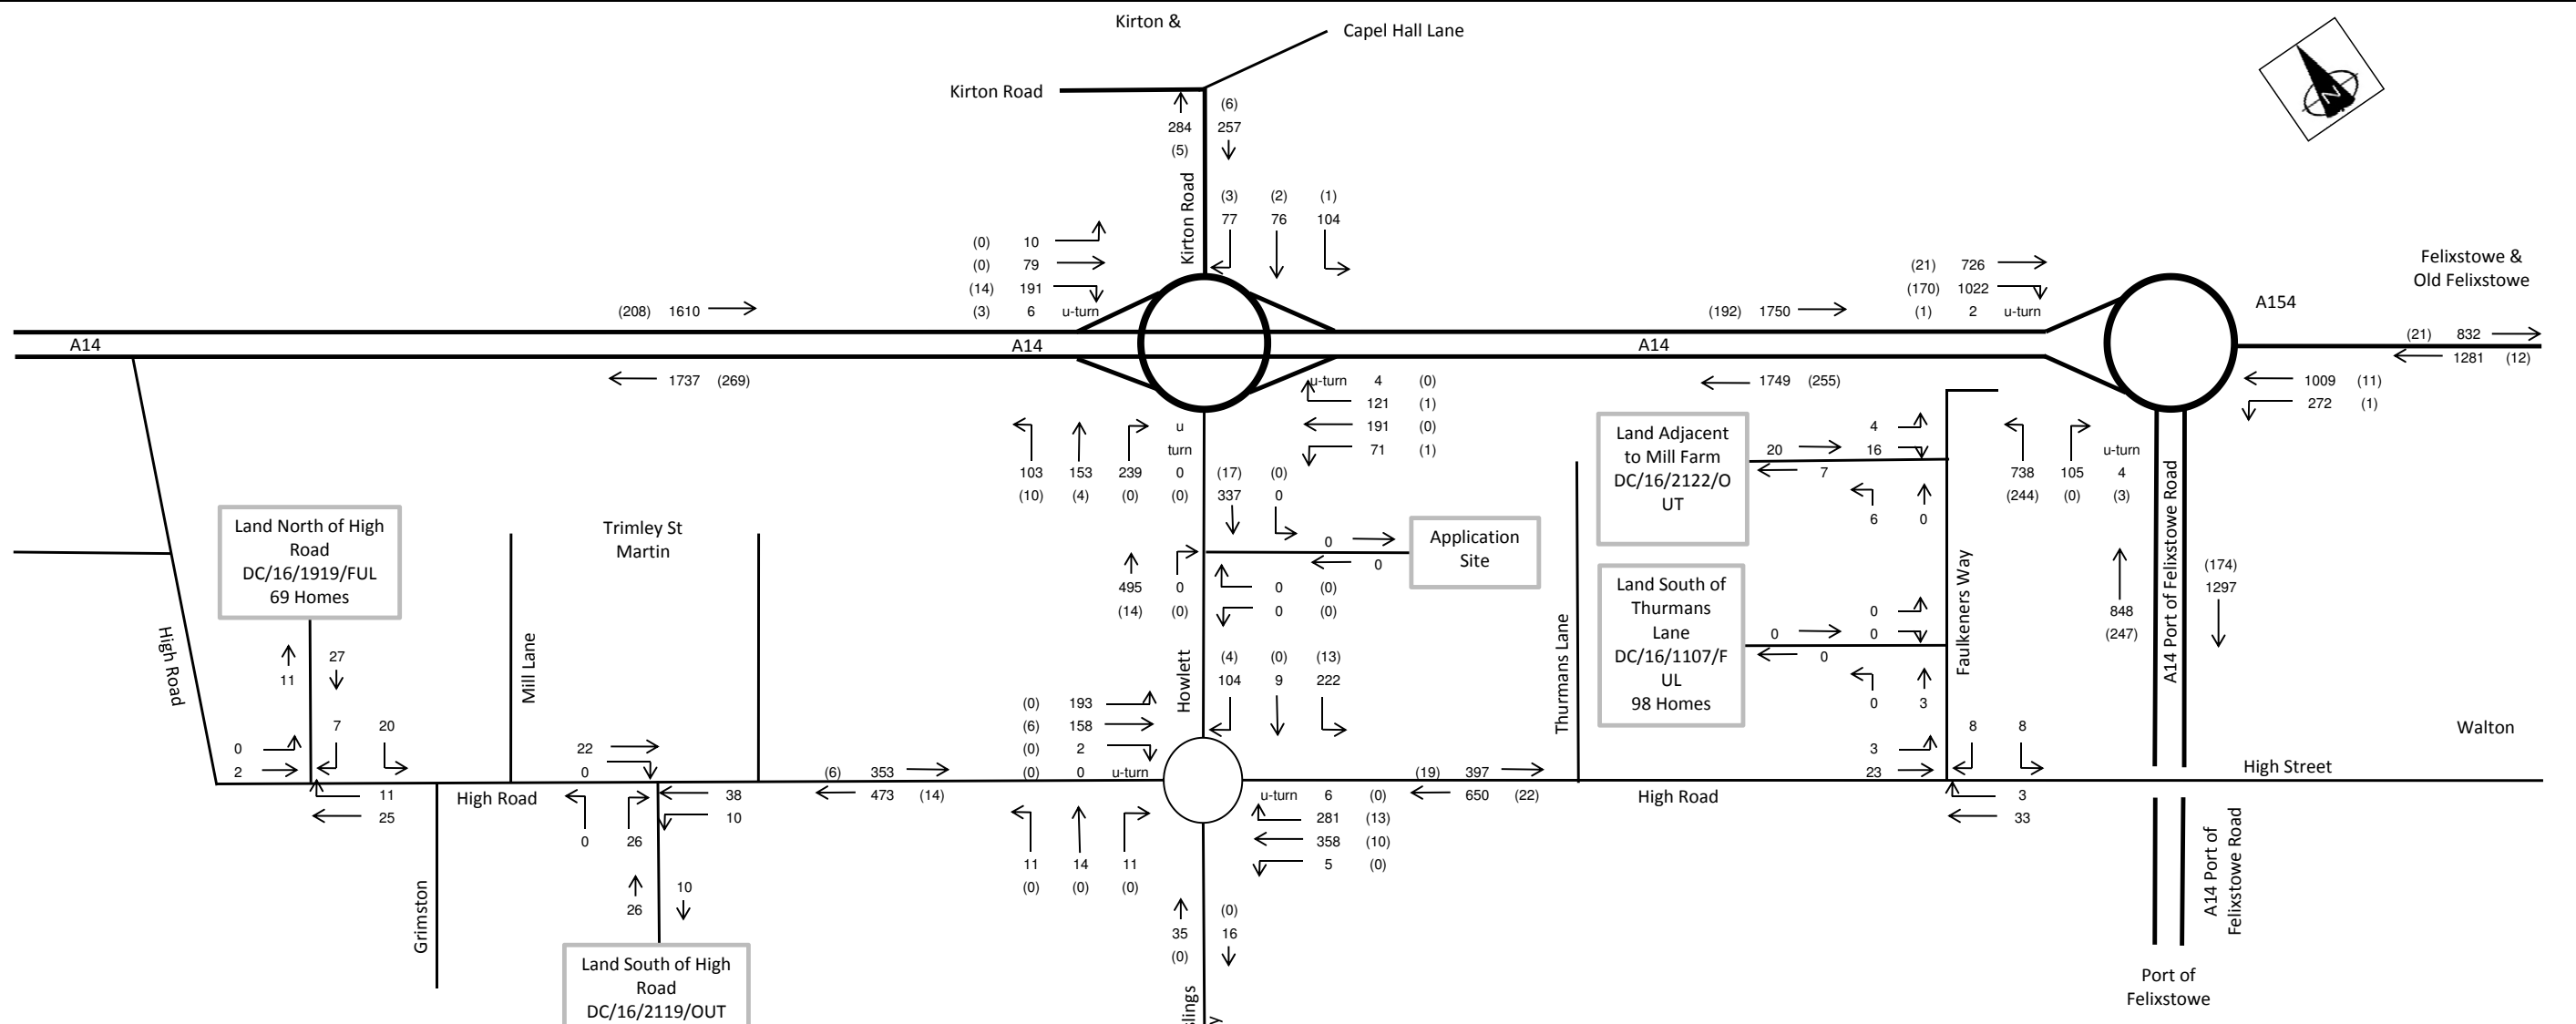 Kirton &
Capel Hall Lane
Kirton Road
(6)
284 257
(5)
Kirton Road
(3) (2) (1)
77 76 104
(0) 10
(0) 79
(14) 191
(3) 6 u-turn
(208) 1610
(192) 1750
(21) 726
(170) 1022
(1) 2 u-turn
Felixstowe &
Old Felixstowe
A154
N
A14
A14
A14
(21) 832
1281 (12)
1737 (269)
1749 (255)
1009 (11)
272 (1)
u-turn 4 (0)
121 (1)
191 (0)
71 (1)
u
turn
103 153 239 0
(10) (4) (0) (0)
(17) (0)
337 0
Land Adjacent
to Mill Farm
DC/16/2122/O
UT
20
7
4
16
6 0
u-turn
738 105 4
(244) (0) (3)
A14 Port of Felixstowe Road
848
(247)
(174)
1297
Land North of High
Road
DC/16/1919/FUL
69 Homes
Trimley St
Martin
Application
Site
0
0
495 0
(14) (0)
0 (0)
0 (0)
Land South of
Thurmans
Lane
DC/16/1107/F
UL
98 Homes
0
0
0
0
0 3
Faulkeners Way
Thurmans Lane
High Road
Mill Lane
Howlett
11 27
7 20
0
2
11
25
22
0
High Road
38
10
0 26
26 10
(4) (0) (13)
104 9 222
(0) 193
(6) 158
(0) 2
(0) 0 u-turn
(6) 353
473 (14)
(19) 397
650 (22)
High Road
u-turn 6 (0)
281 (13)
358 (10)
5 (0)
11 14 11
(0) (0) (0)
(0)
35 16
(0)
3
23
8 8
3
33
Walton
High Street
A14 Port of
Felixstowe Road
Port of
Felixstowe
Grimston
Land South of High
Road
DC/16/2119/OUT